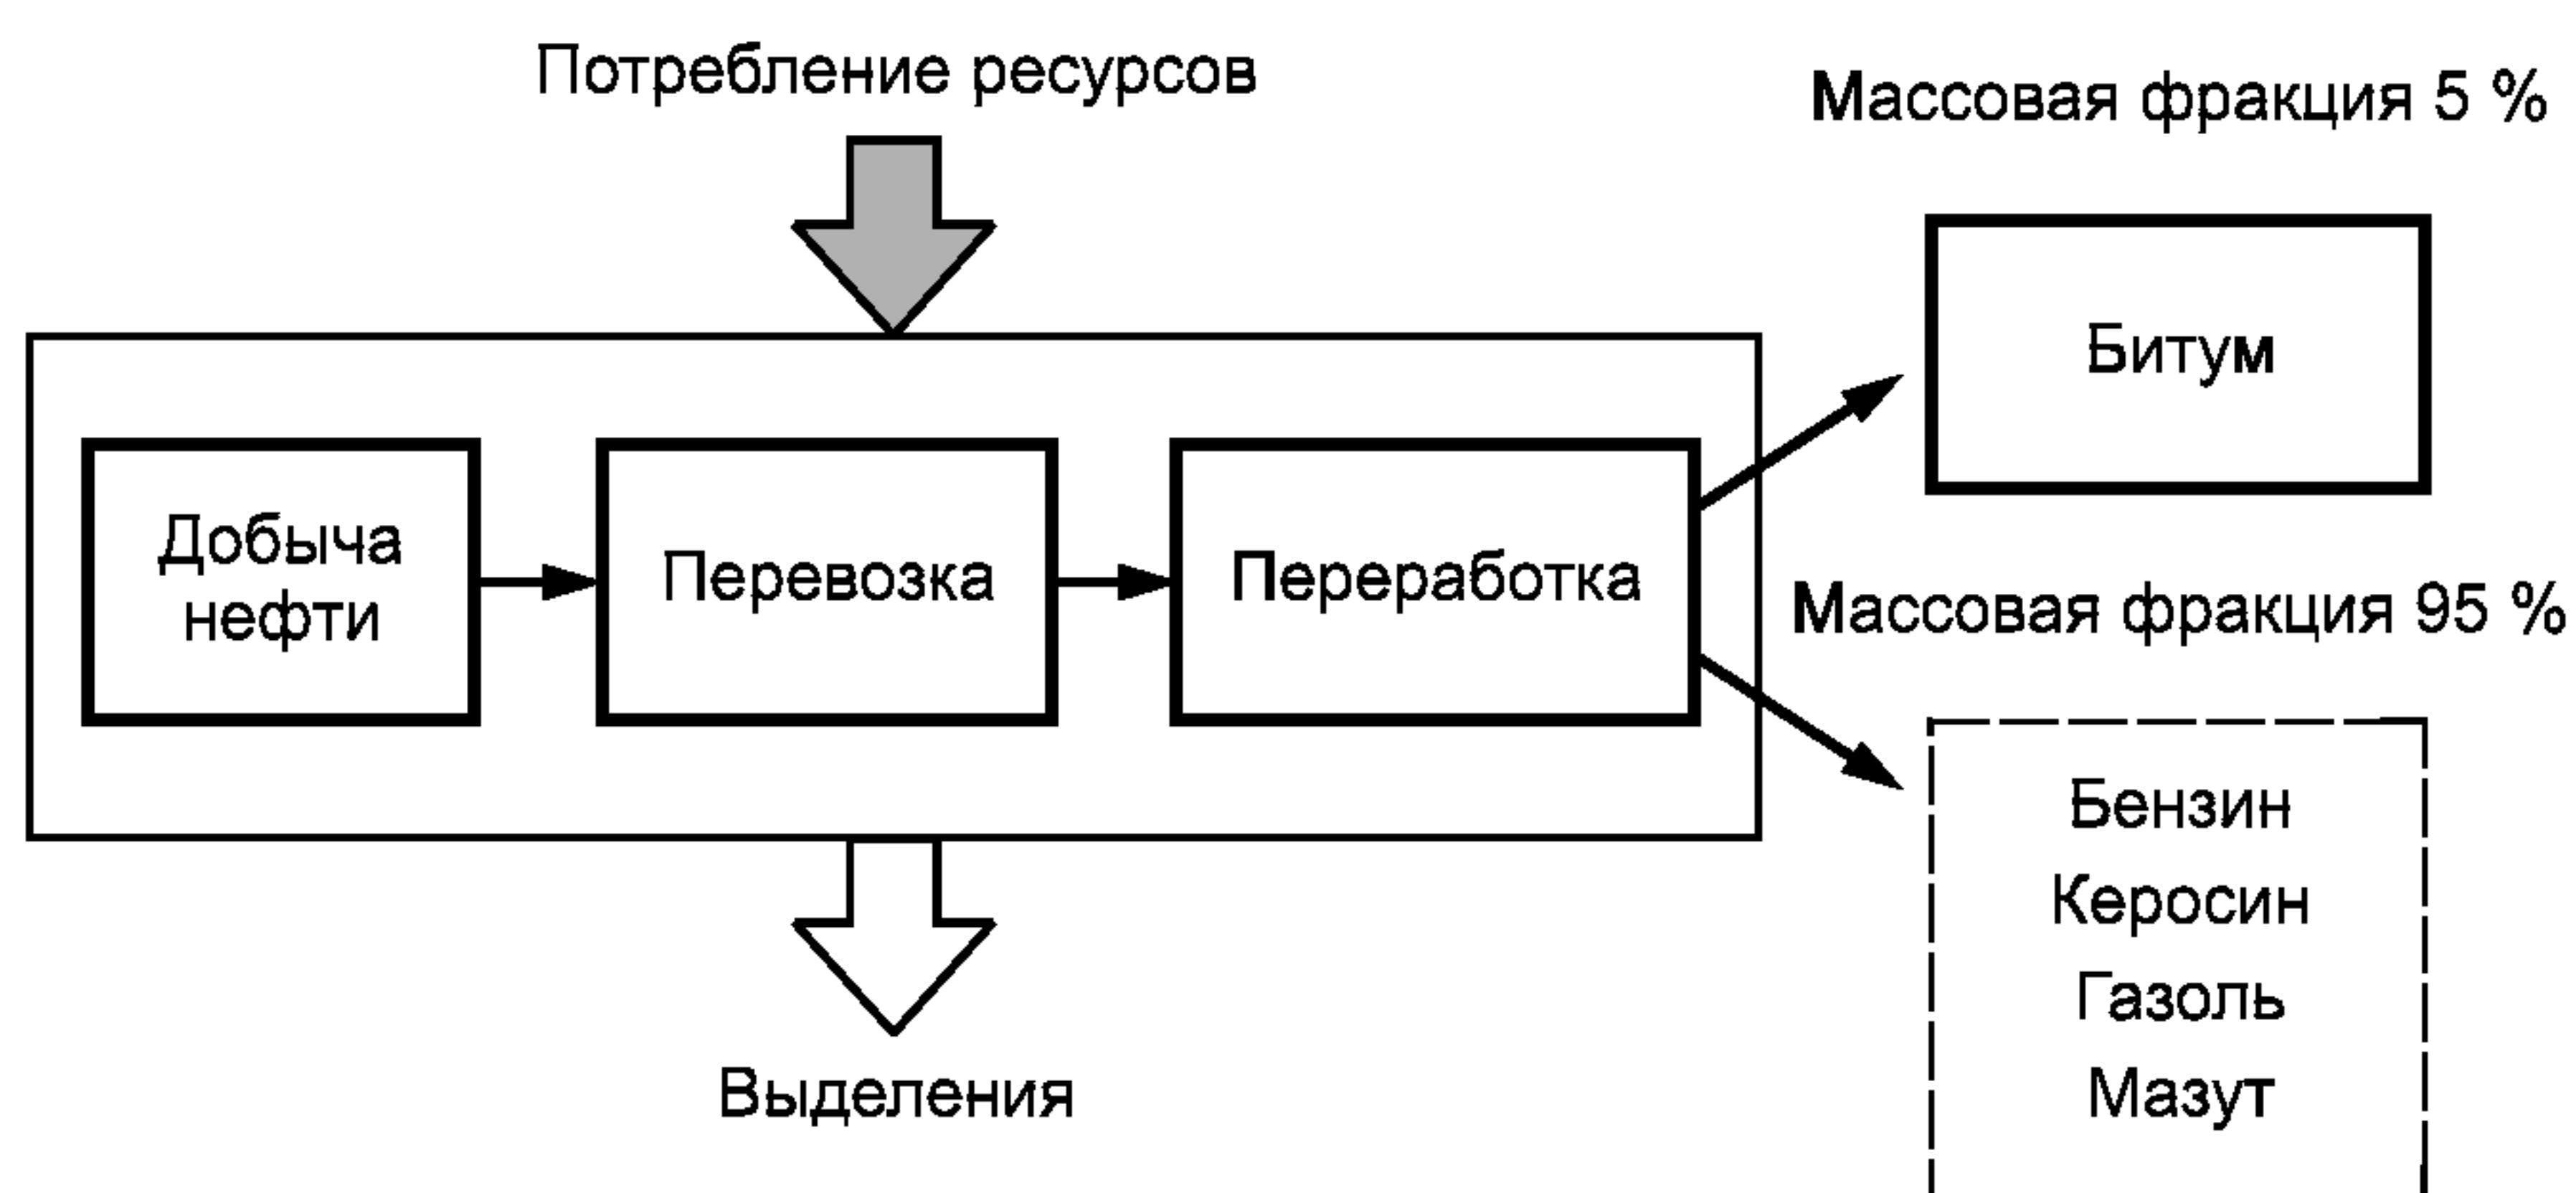 Потребление ресурсов
Массовая фракция 5 %
Битум
Добыча
нефти
Перевозка
Переработка
Массовая фракция 95 %
Бензин
Керосин
Газоль
Мазут
Выделения